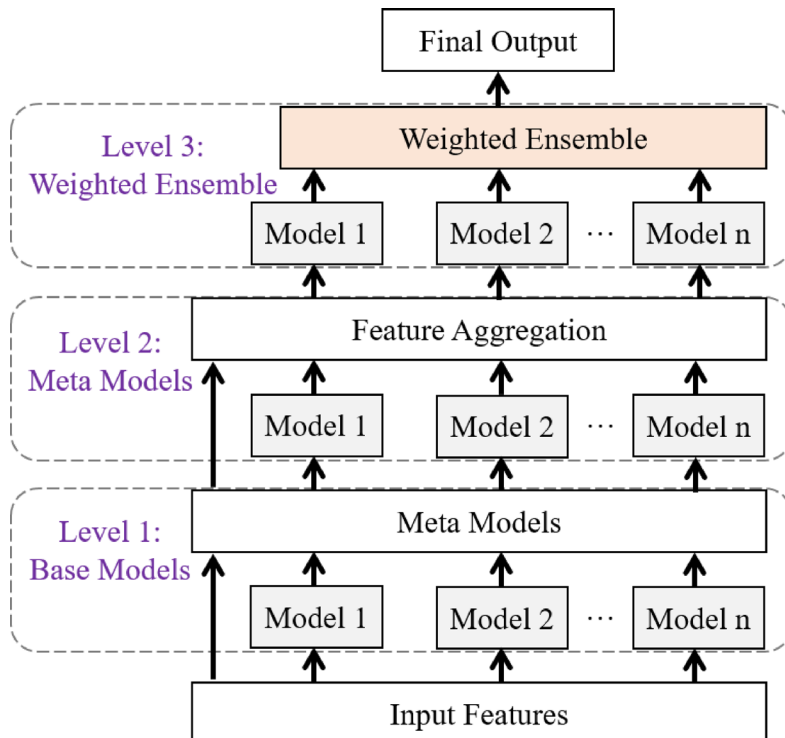 Final Output
Level 3:
Weighted Ensemble
Weighted Ensemble
Model 1
Model 2
···
Model n
Level 2:
Meta Models
Feature Aggregation
Model 1
Model 2
···
Model n
Level 1:
Base Models
Meta Models
Model 1
Model 2
···
Model n
Input Features